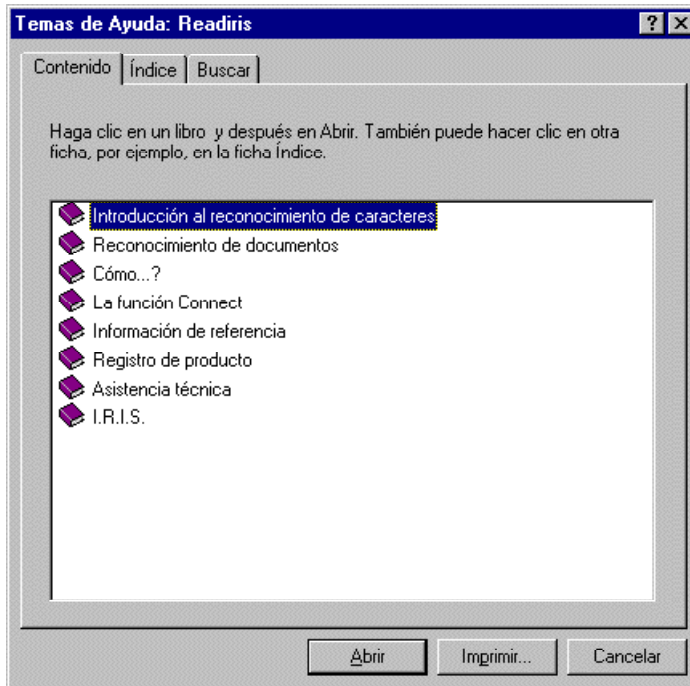 Temas de Ayuda: Readiris
Contenido Índice Buscar
Haga clic en un libro y después en Abrir. También puede hacer clic en otra
ficha, por ejemplo, en la ficha Índice.
Introducción al reconocimiento de caracteres
Reconocimiento de documentos
Cómo...?
La función Connect
Información de referencia
Registro de producto
Asistencia técnica
I.R.I.S.
Abrir Imprimir... Cancelar